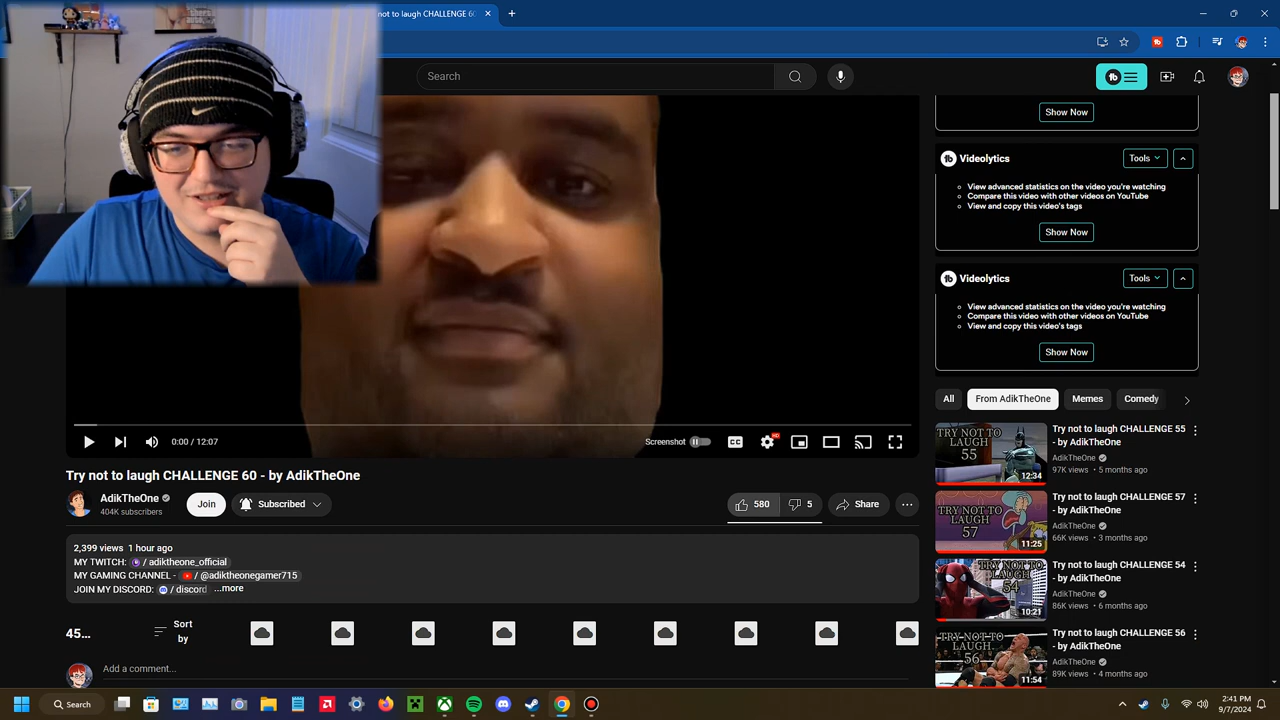 not to laugh CHALLENGE 60
Search
Show Now
Videolytics
Tools
View advanced statistics on the video you're watching
Compare this video with other videos on YouTube
View and copy this video's tags
Show Now
Videolytics
Tools
View advanced statistics on the video you're watching
Compare this video with other videos on YouTube
View and copy this video's tags
Show Now
All
From AdikTheOne
Memes
Comedy
0:00 / 12:07
Screenshot
CC
HD
Try not to laugh CHALLENGE 60 - by AdikTheOne
AdikTheOne
404K subscribers
Join
Subscribed
580
5
Share
2,399 views 1 hour ago
MY TWITCH: / adiktheone_official
MY GAMING CHANNEL - / @adiktheonegamer715
JOIN MY DISCORD: / discord ...more
45...
Sort
by
Add a comment...
TRY NOT TO
LAUGH
55
12:34
Try not to laugh CHALLENGE 55
- by AdikTheOne
AdikTheOne
97K views • 5 months ago
TRY NOT TO
LAUGH
57
11:25
Try not to laugh CHALLENGE 57
- by AdikTheOne
AdikTheOne
66K views • 3 months ago
TRY NOT TO
LAUGH
54
10:21
Try not to laugh CHALLENGE 54
- by AdikTheOne
AdikTheOne
86K views • 6 months ago
TRY NOT TO
LAUGH
56
11:54
Try not to laugh CHALLENGE 56
- by AdikTheOne
AdikTheOne
89K views • 4 months ago
Search
2:41 PM
9/7/2024